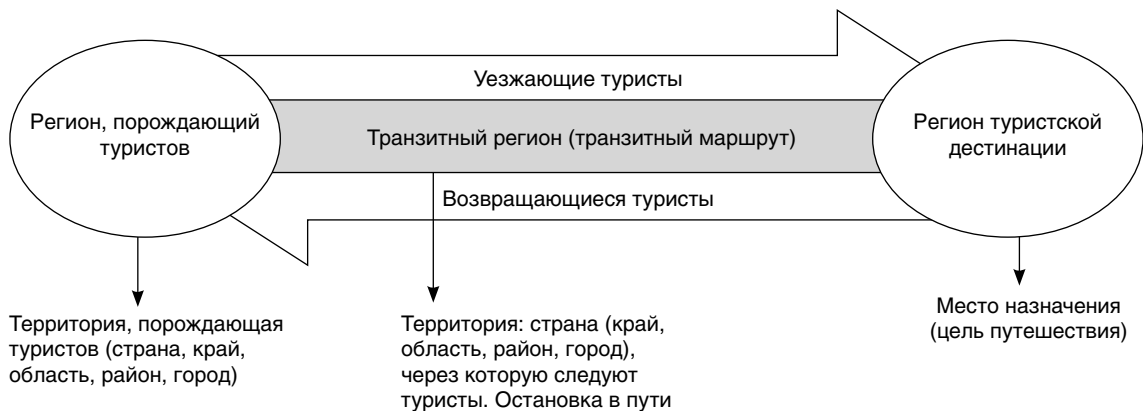 Уезжающие туристы
Регион, порождающий
туристов
Транзитный регион (транзитный маршрут)
Регион туристской
дестинации
Возвращающиеся туристы
Территория, порождающая
туристов (страна, край,
область, район, город)
Территория: страна (край,
область, район, город),
через которую следуют
туристы. Остановка в пути
Место назначения
(цель путешествия)